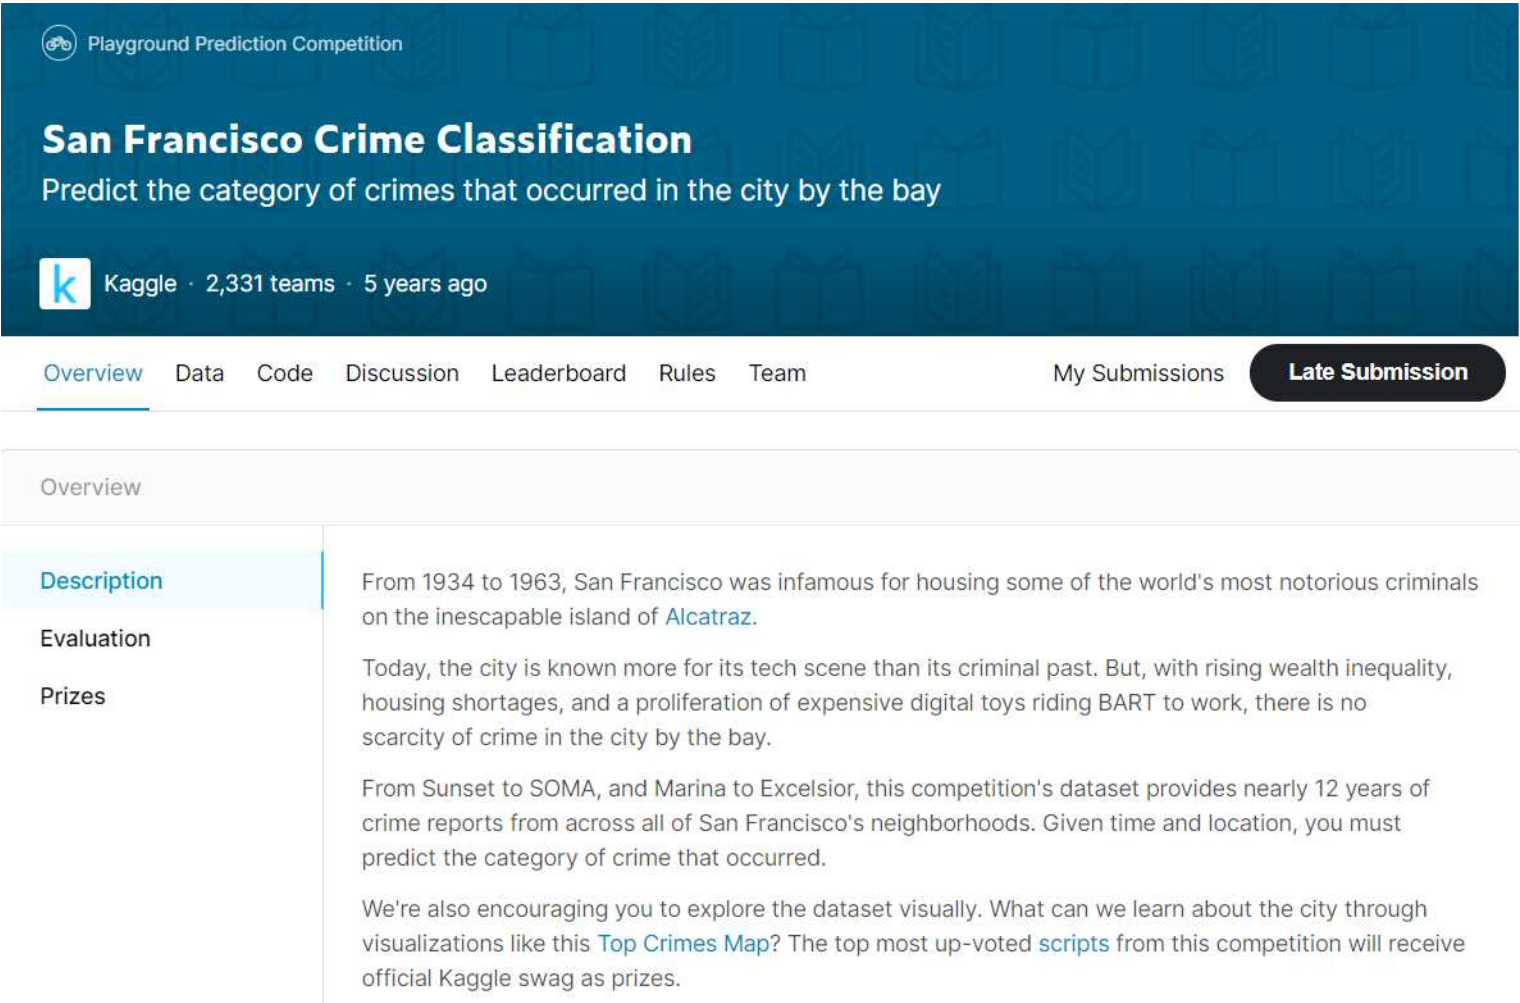 Playground Prediction Competition
San Francisco Crime Classification
Predict the category of crimes that occurred in the city by the bay
k
Kaggle · 2,331 teams · 5 years ago
Overview Data Code Discussion Leaderboard Rules Team My Submissions Late Submission
Overview
Description
Evaluation
Prizes
From 1934 to 1963, San Francisco was infamous for housing some of the world's most notorious criminals
on the inescapable island of Alcatraz.
Today, the city is known more for its tech scene than its criminal past. But, with rising wealth inequality,
housing shortages, and a proliferation of expensive digital toys riding BART to work, there is no
scarcity of crime in the city by the bay.
From Sunset to SOMA, and Marina to Excelsior, this competition's dataset provides nearly 12 years of
crime reports from across all of San Francisco's neighborhoods. Given time and location, you must
predict the category of crime that occurred.
We're also encouraging you to explore the dataset visually. What can we learn about the city through
visualizations like this Top Crimes Map? The top most up-voted scripts from this competition will receive
official Kaggle swag as prizes.